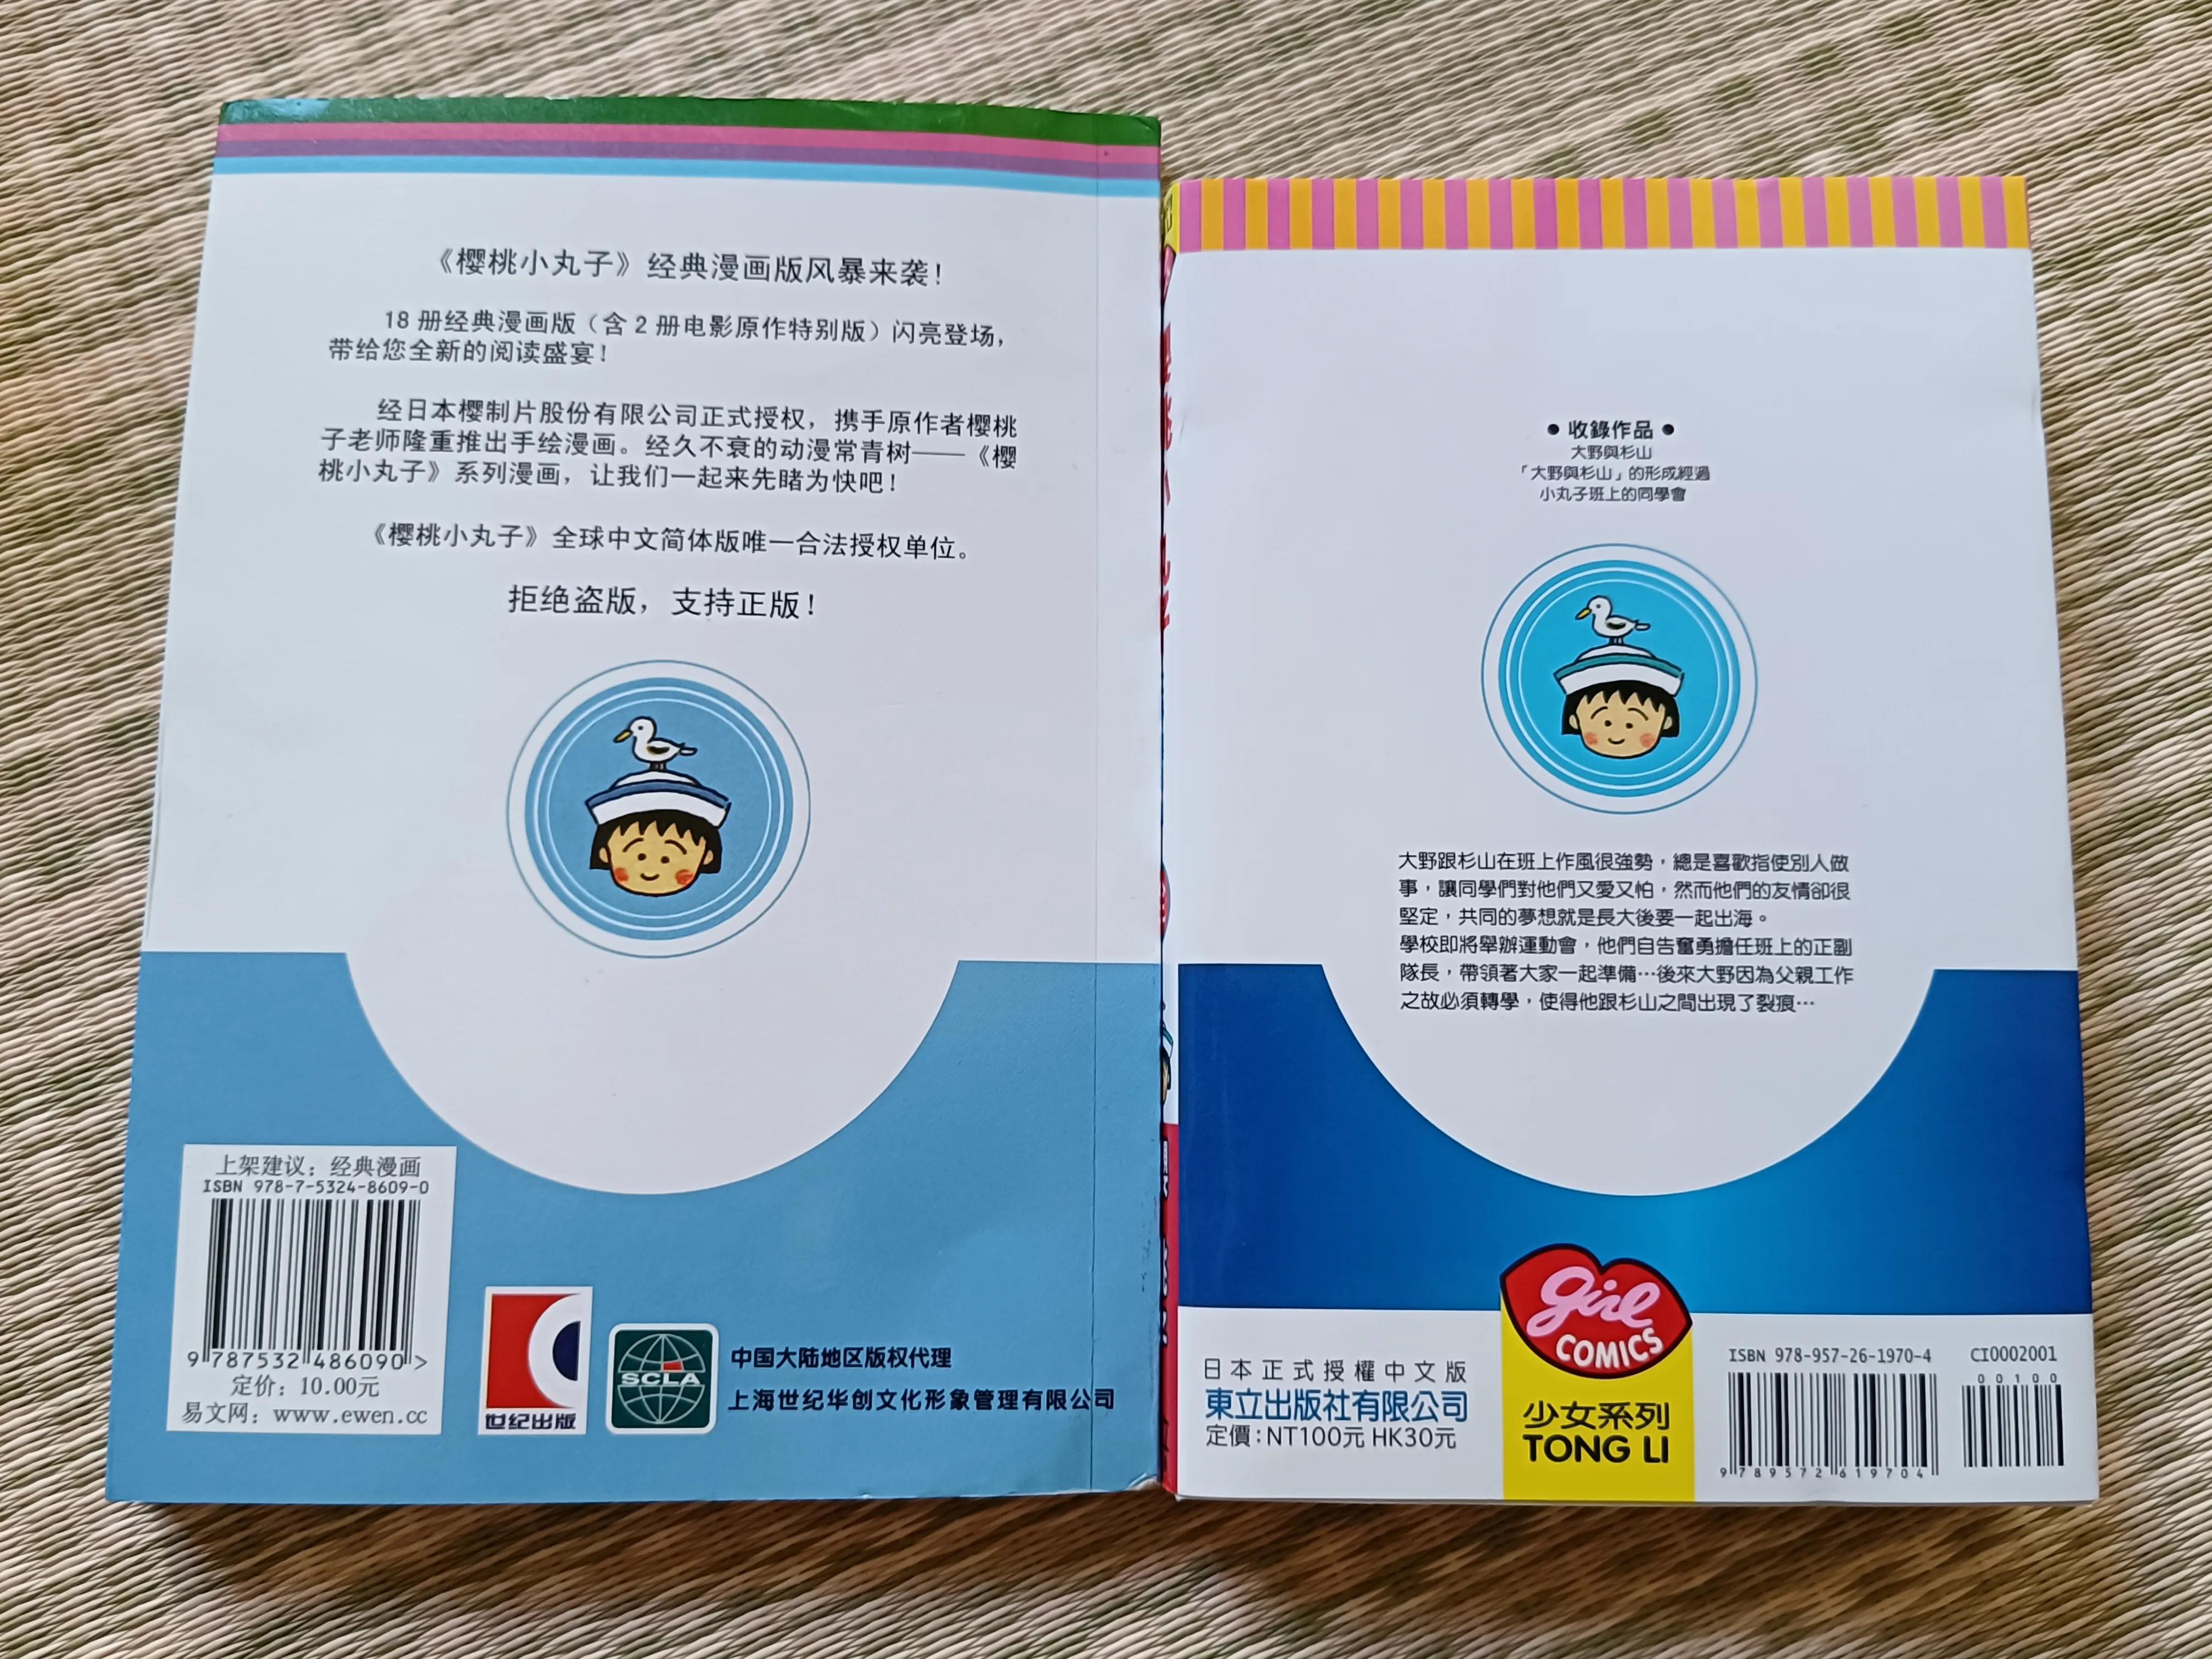 《樱桃小丸子》经典漫画版风暴来袭！
18 册经典漫画版（含 2 册电影原作特别版）闪亮登场，
带给您全新的阅读盛宴！
经日本樱制片股份有限公司正式授权，携手原作者樱桃
子老师隆重推出手绘漫画。经久不衰的动漫常青树——《樱
桃小丸子》系列漫画，让我们一起来先睹为快吧！
《樱桃小丸子》全球中文简体版唯一合法授权单位。
拒绝盗版，支持正版！
上架建议：经典漫画
ISBN 978-7-5324-8609-0
9 787532 486090 >
定价：10.00元
易文网：www.ewen.cc
世纪出版
SCLA
中国大陆地区版权代理
上海世纪华创文化形象管理有限公司
● 收錄作品 ●
大野與杉山
「大野與杉山」的形成經過
小丸子班上的同學會
大野跟杉山在班上作風很強勢，總是喜歡指使別人做
事，讓同學們對他們又愛又怕，然而他們的友情卻很
堅定，共同的夢想就是長大後要一起出海。
學校即將舉辦運動會，他們自告奮勇擔任班上的正副
隊長，帶領著大家一起準備…後來大野因為父親工作
之故必須轉學，使得他跟杉山之間出現了裂痕…
日本正式授權中文版
東立出版社有限公司
定價：NT100元 HK30元
girl
COMICS
少女系列
TONG LI
ISBN 978-957-26-1970-4
9 789572 619704
CI0002001
00100